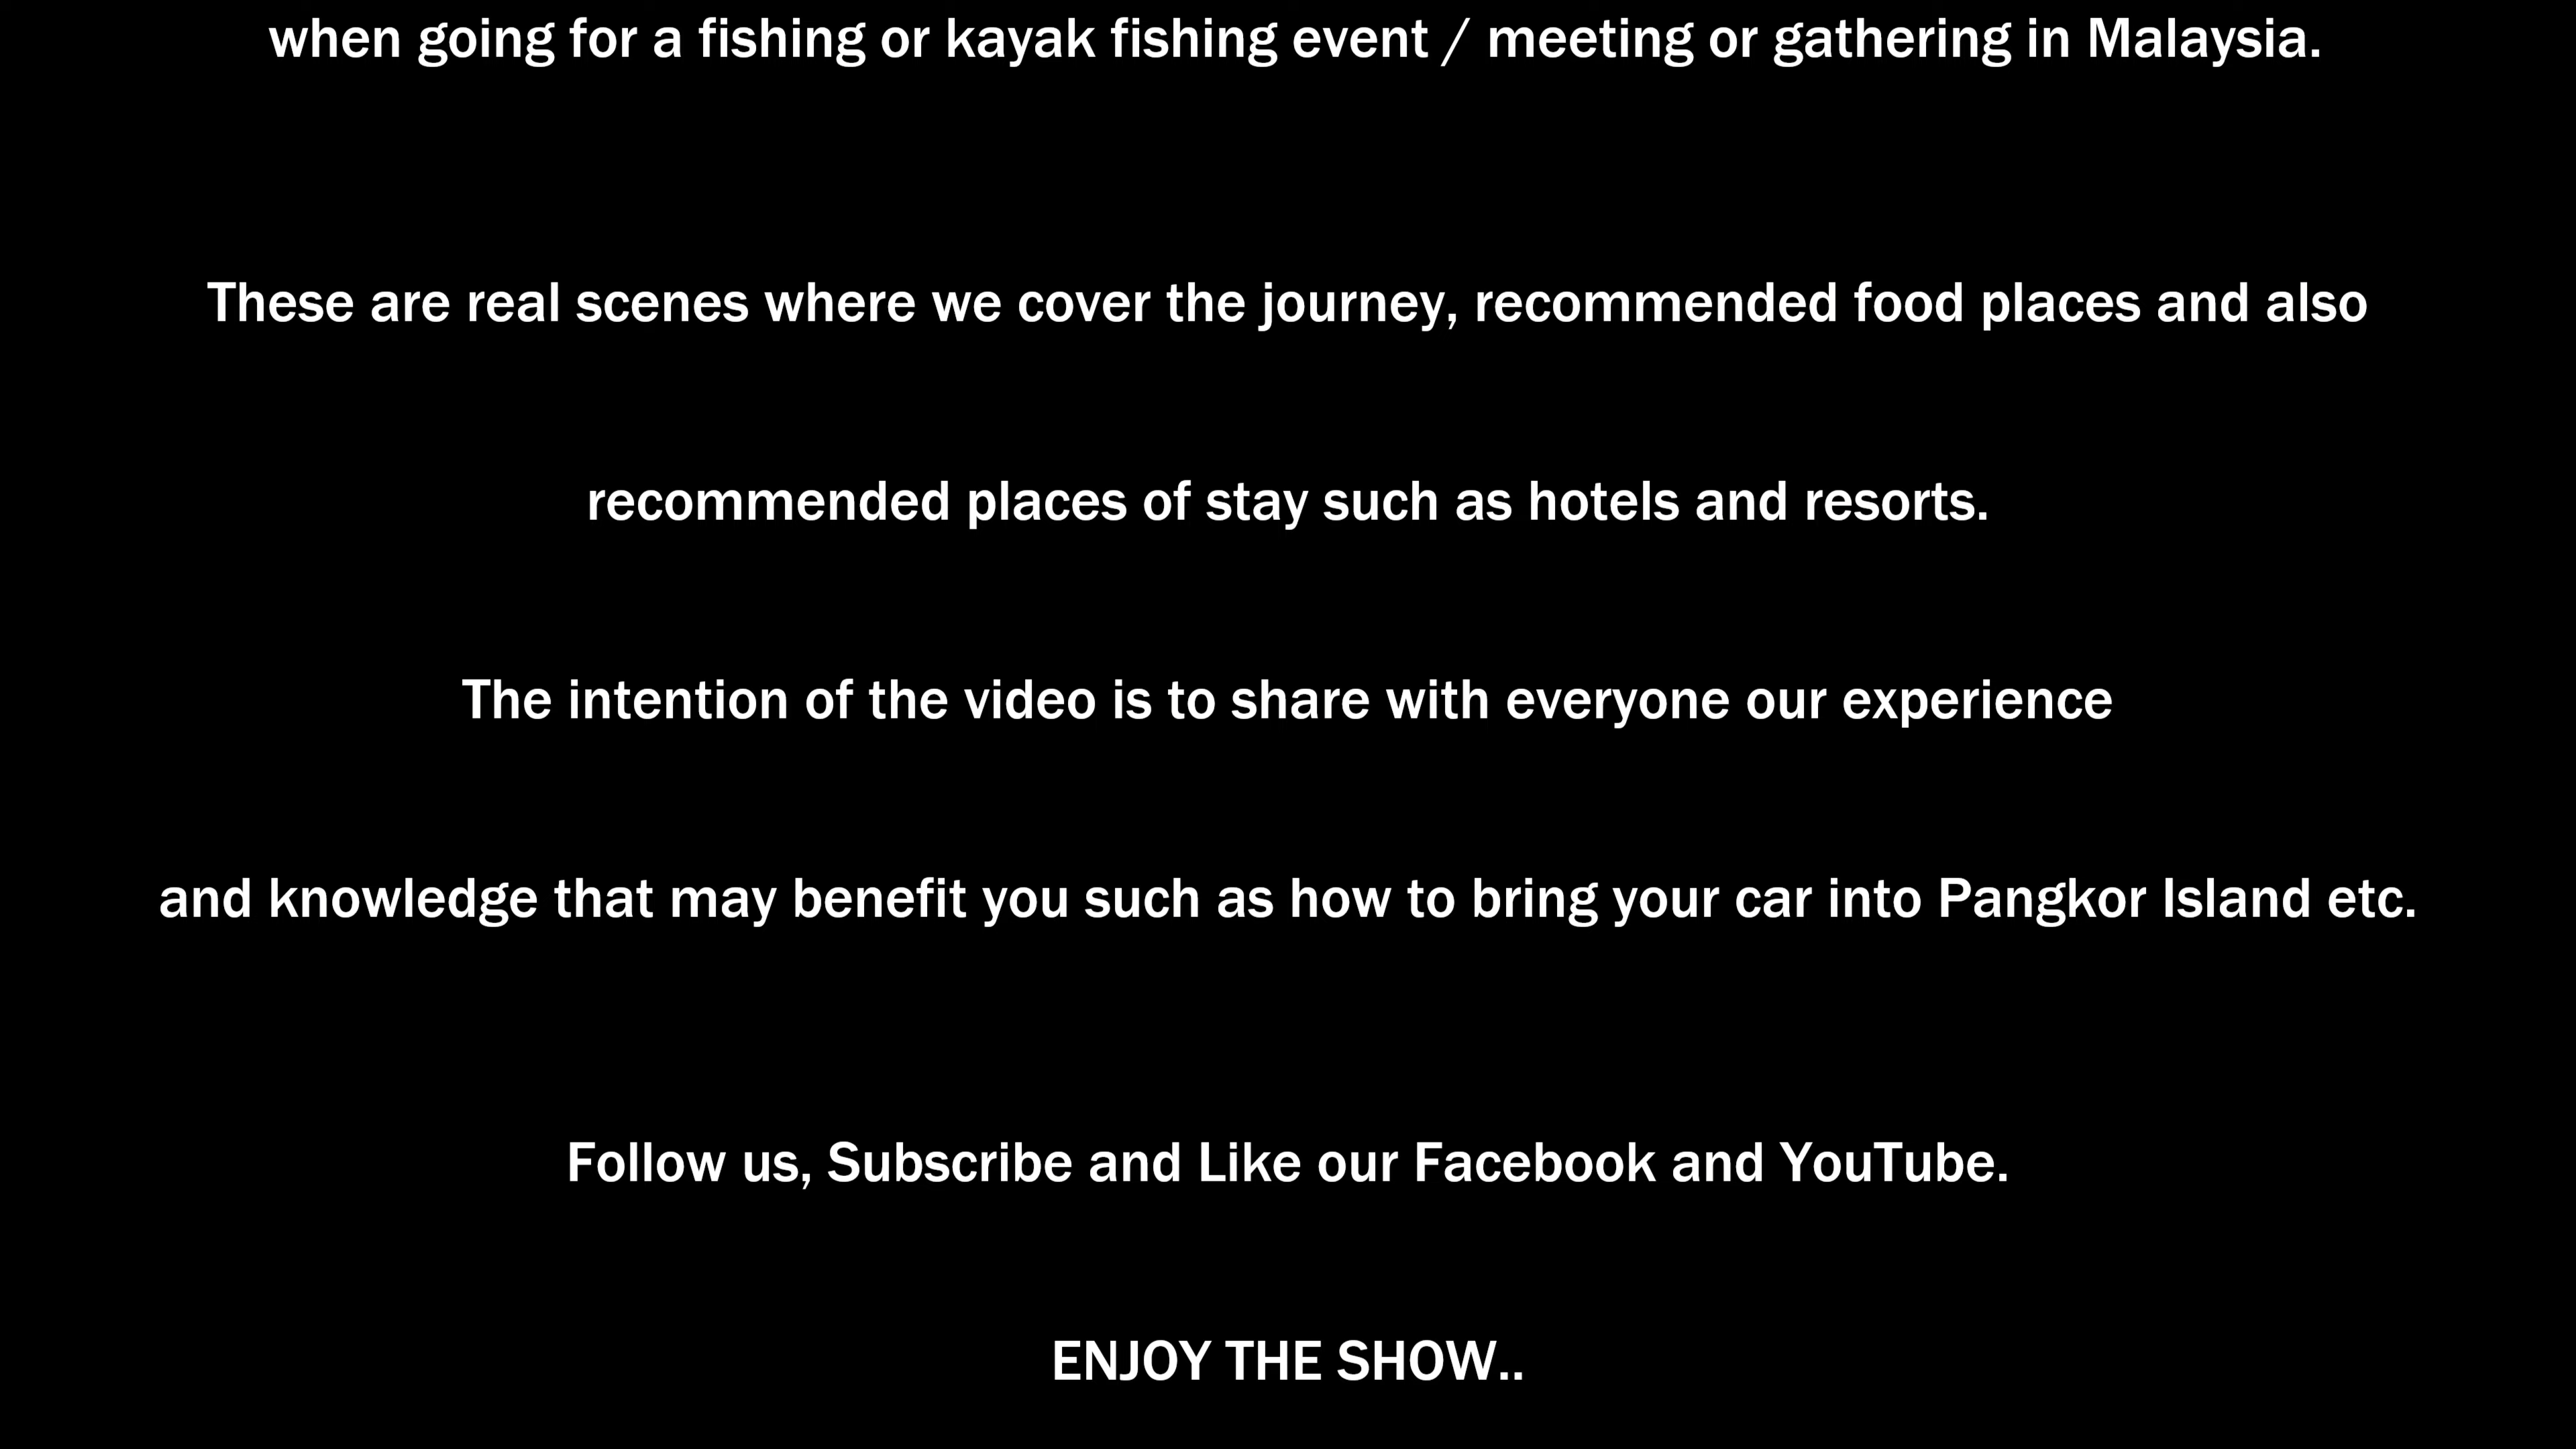 when going for a fishing or kayak fishing event / meeting or gathering in Malaysia.
These are real scenes where we cover the journey, recommended food places and also
recommended places of stay such as hotels and resorts.
The intention of the video is to share with everyone our experience
and knowledge that may benefit you such as how to bring your car into Pangkor Island etc.
Follow us, Subscribe and Like our Facebook and YouTube.
ENJOY THE SHOW..